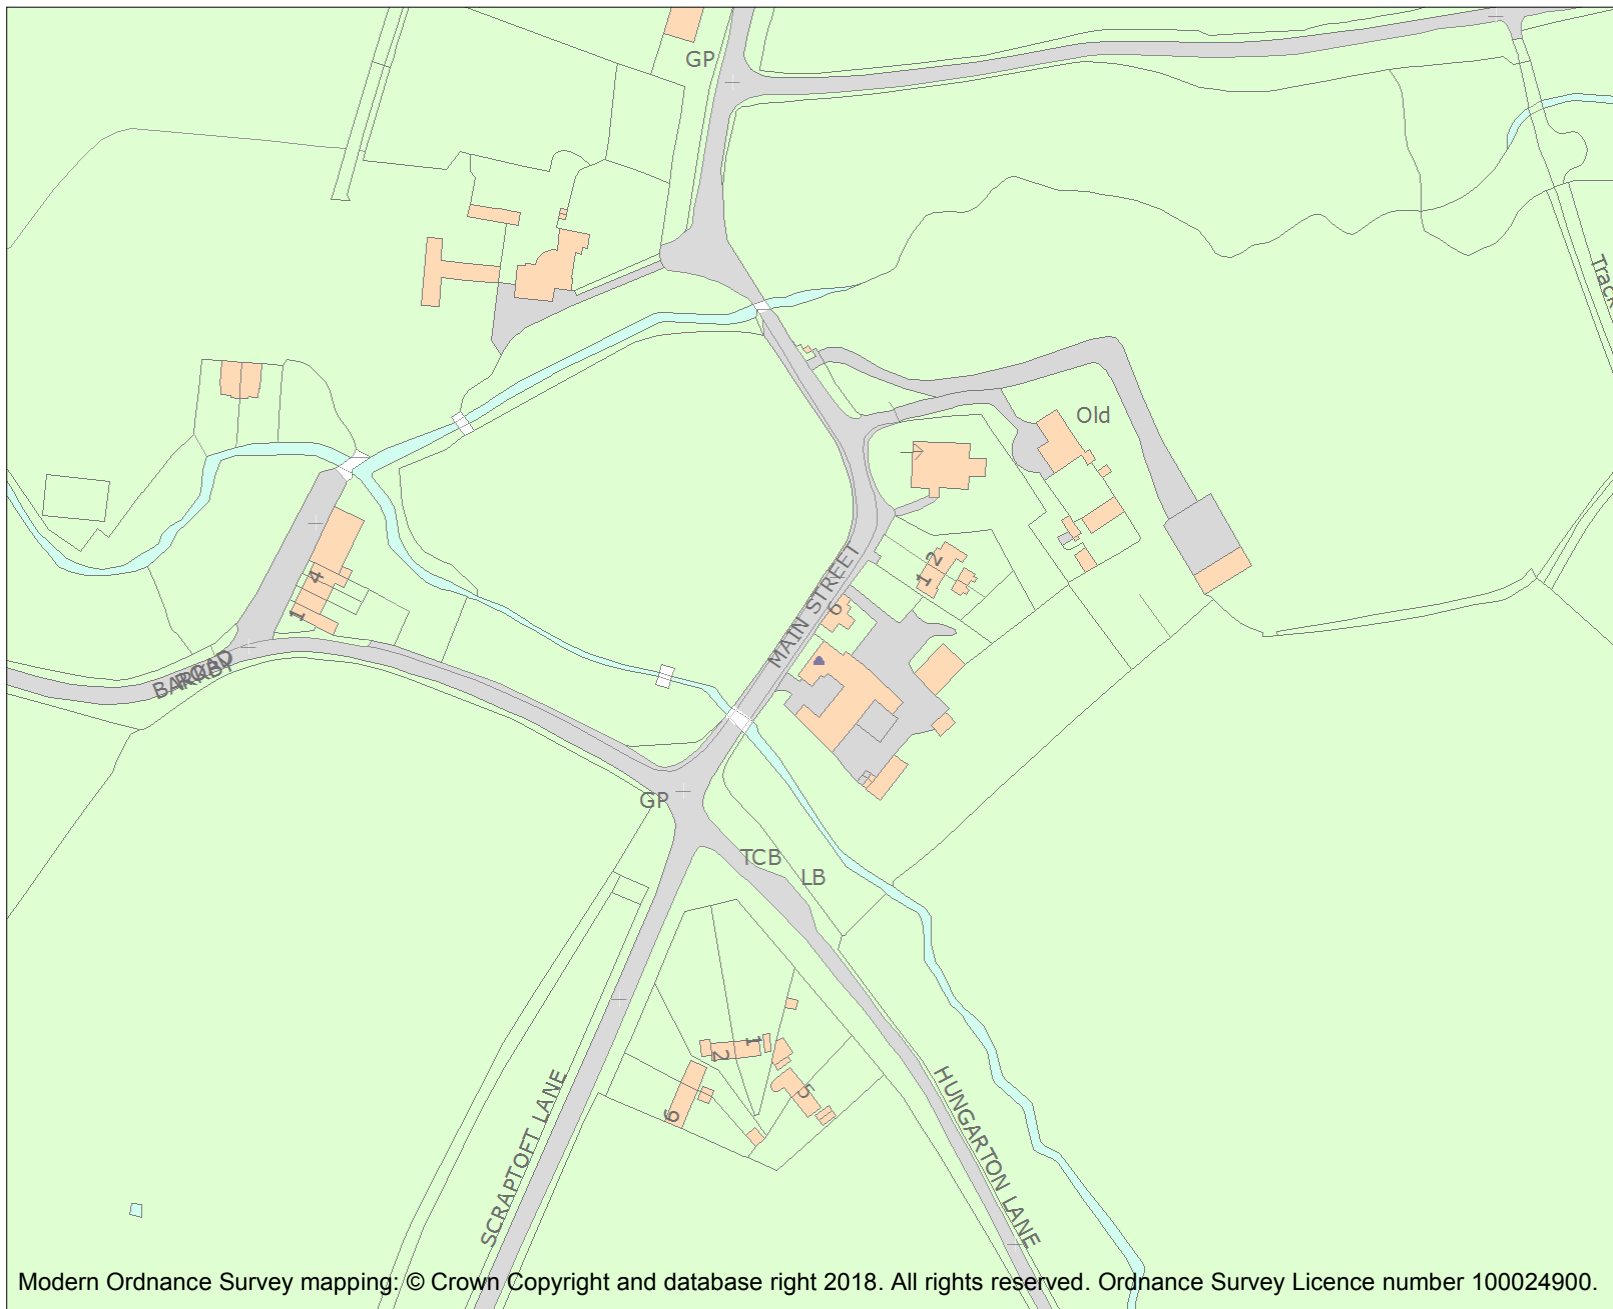 GP
Track
Old
2
1
4
1
MAIN STREET
6
BARKBY
ROAD
GP
TCB
LB
1
2
5
6
SCRAPTOFT LANE
HUNGARTON LANE
Modern Ordnance Survey mapping: © Crown Copyright and database right 2018. All rights reserved. Ordnance Survey Licence number 100024900.